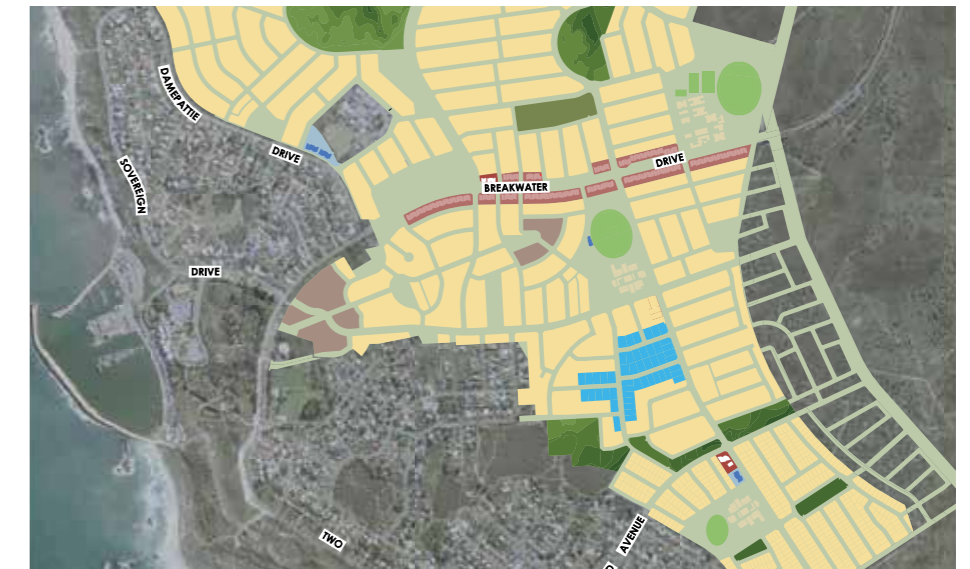 DAMEPATTIE
DRIVE
SOVEREIGN
DRIVE
BREAKWATER
DRIVE
TWO
AVENUE